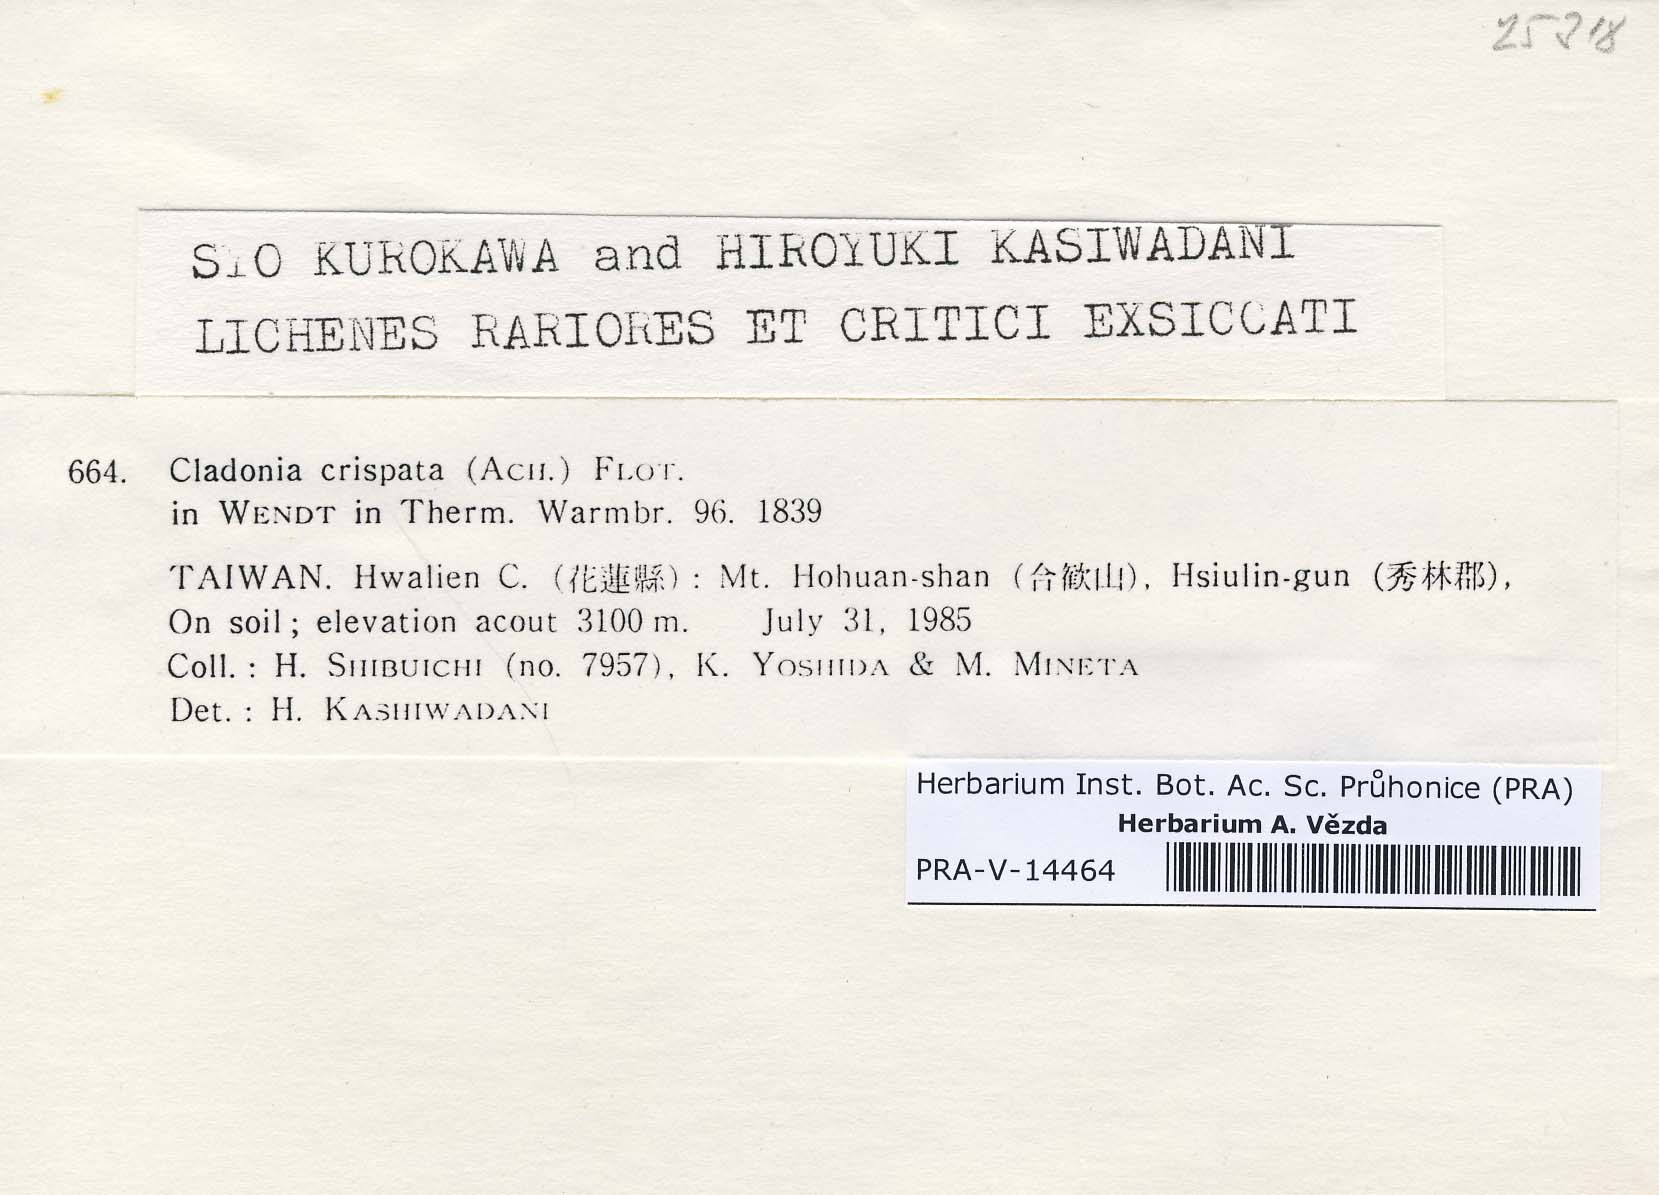 SIO KUROKAWA and HIROYUKI KASIWADANI
LICHENES RARIORES ET CRITICI EXSICCATI
664. Cladonia crispata (ACH.) FLOT.
in WENDT in Therm. Warmbr. 96. 1839
TAIWAN. Hwalien C. (花蓮縣) : Mt. Hohuan-shan (合歓山), Hsiulin-gun (秀林郡),
On soil ; elevation acout 3100 m. July 31, 1985
Coll. : H. SHIBUICHI (no. 7957), K. YOSHIDA & M. MINETA
Det. : H. KASHIWADANI
Herbarium Inst. Bot. Ac. Sc. Průhonice (PRA)
Herbarium A. Vězda
PRA-V-14464